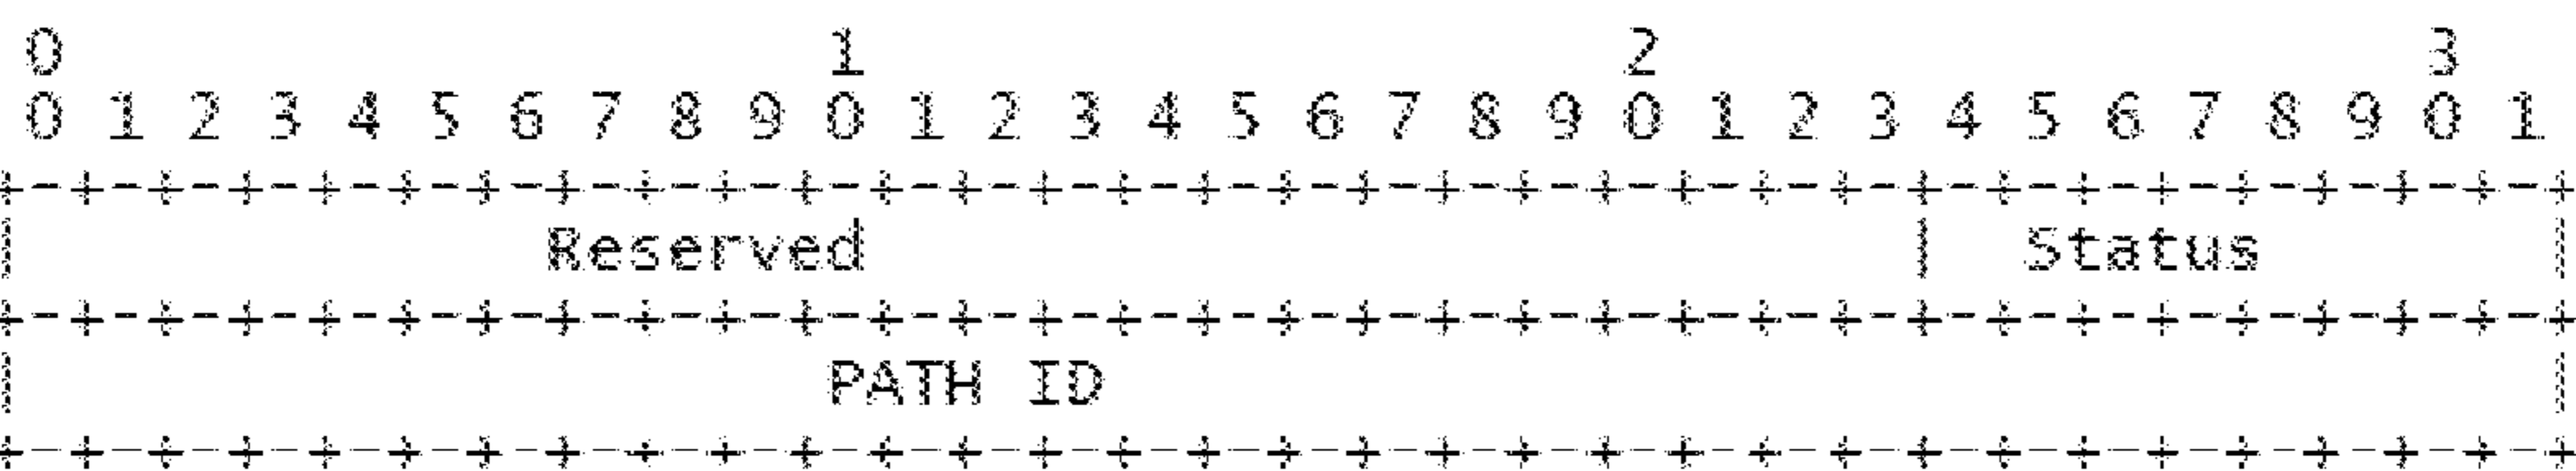 0                   1                   2                   3
0 1 2 3 4 5 6 7 8 9 0 1 2 3 4 5 6 7 8 9 0 1 2 3 4 5 6 7 8 9 0 1
+-+-+-+-+-+-+-+-+-+-+-+-+-+-+-+-+-+-+-+-+-+-+-+-+-+-+-+-+-+-+-+-+
|             Reserved                          |  Status       |
+-+-+-+-+-+-+-+-+-+-+-+-+-+-+-+-+-+-+-+-+-+-+-+-+-+-+-+-+-+-+-+-+
|                    PATH ID                                    |
+-+-+-+-+-+-+-+-+-+-+-+-+-+-+-+-+-+-+-+-+-+-+-+-+-+-+-+-+-+-+-+-+